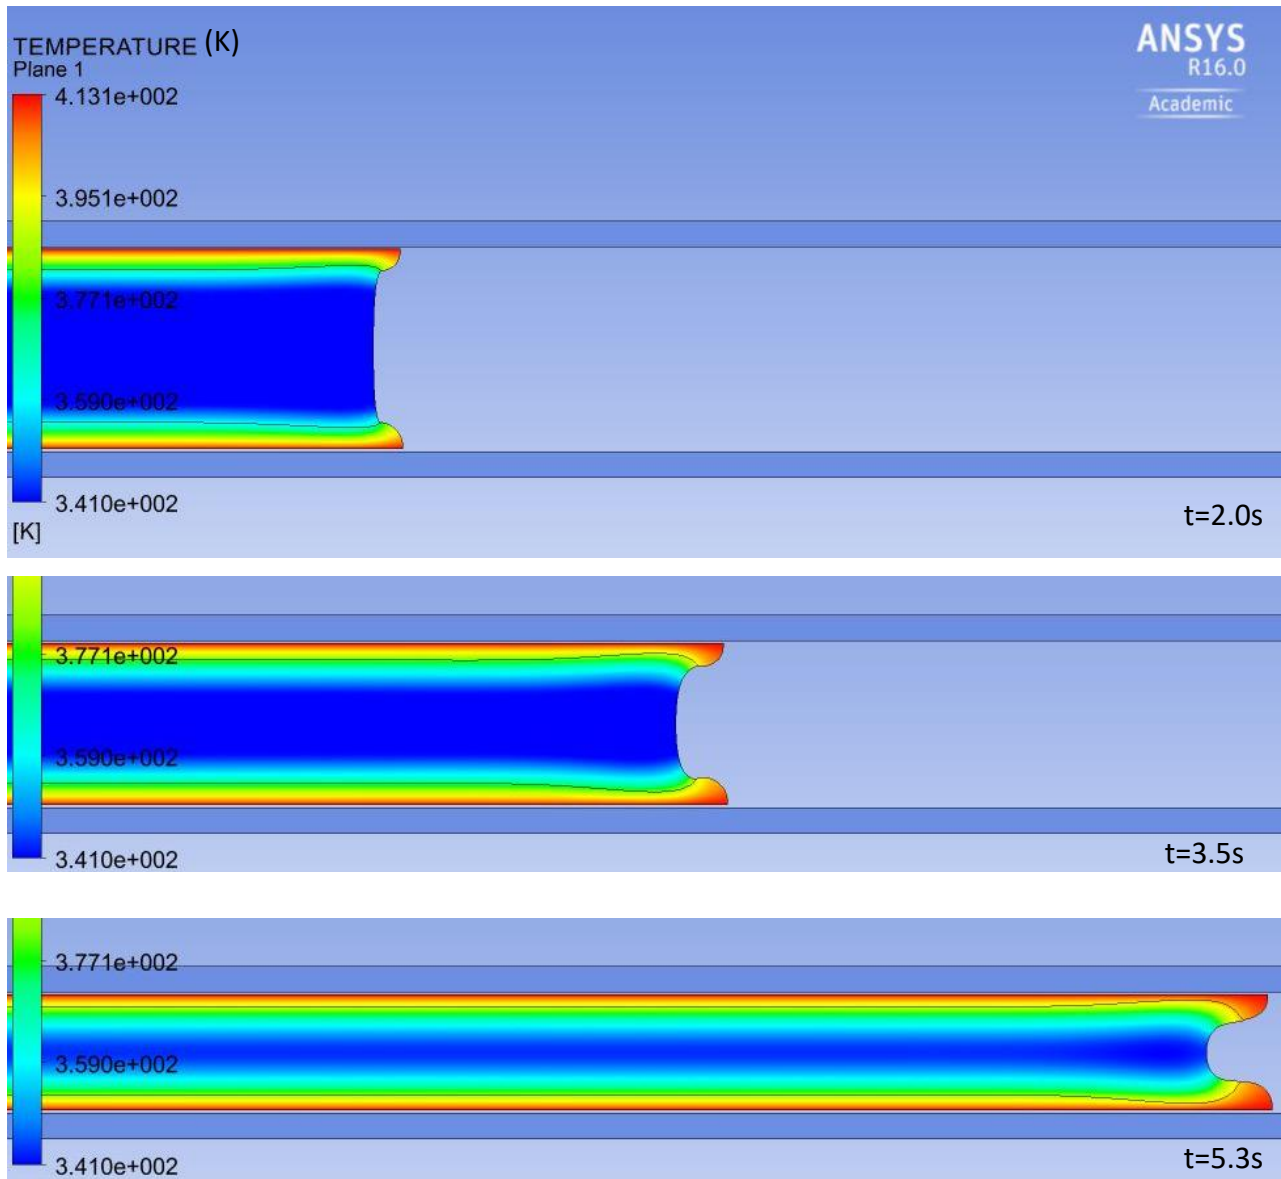 TEMPERATURE (K)
Plane 1
4.131e+002
3.951e+002
3.771e+002
3.590e+002
3.410e+002
[K]
ANSYS
R16.0
Academic
t=2.0s
3.771e+002
3.590e+002
3.410e+002
t=3.5s
3.771e+002
3.590e+002
3.410e+002
t=5.3s